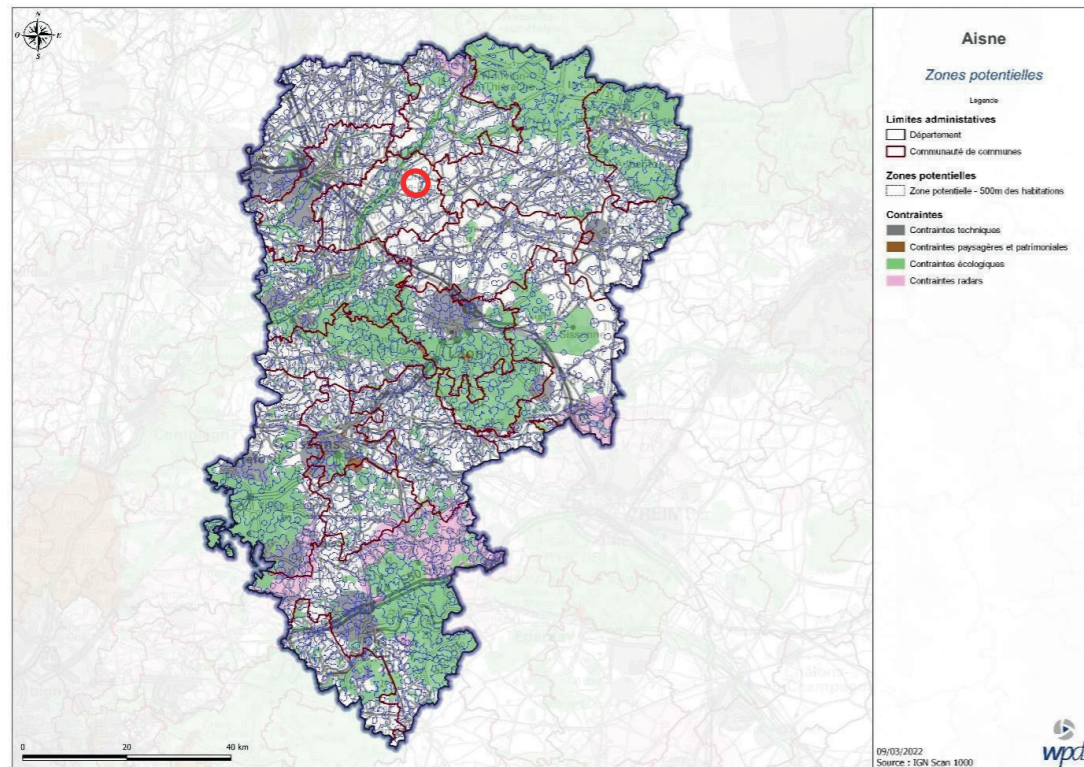 Aisne
Zones potentielles
Legende
Limites administatives
Département
Communauté de communes
Zones potentielles
Zone potentielle - 500m des habitations
Contraintes
Contraintes techniques
Contraintes paysagères et patrimoniales
Contraintes écologiques
Contraintes radars
N
O
E
S
0
20
40 km
09/03/2022
Source : IGN Scan 1000
wpd